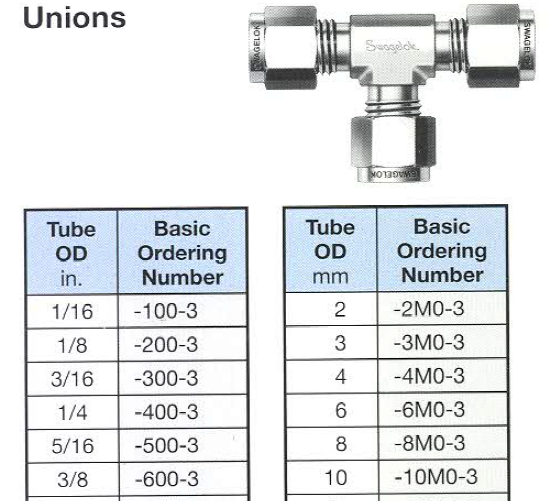 Unions
SWAGELOK
Swagelok
SWAGELOK
SWAGELOK
Tube OD in.
Basic Ordering Number
1/16 -100-3
1/8 -200-3
3/16 -300-3
1/4 -400-3
5/16 -500-3
3/8 -600-3
Tube OD mm
Basic Ordering Number
2 -2M0-3
3 -3M0-3
4 -4M0-3
6 -6M0-3
8 -8M0-3
10 -10M0-3